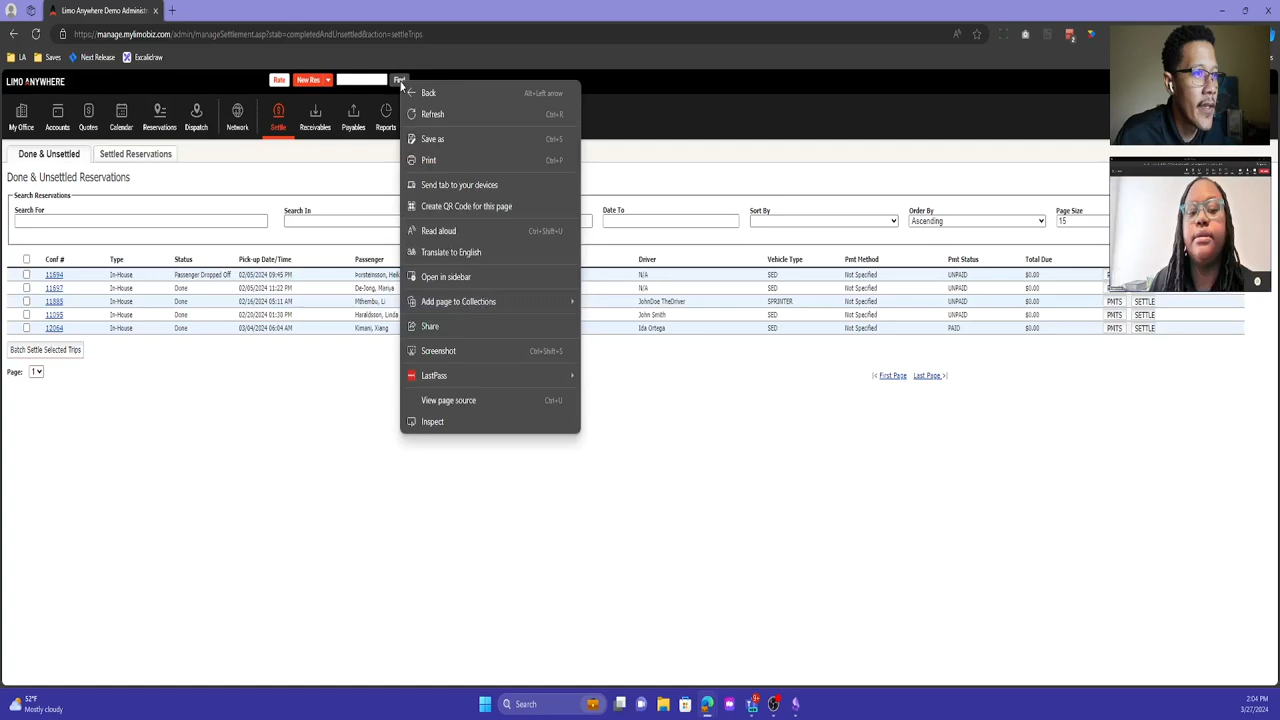 Limo Anywhere Demo Administr
https://manage.mylimobiz.com/admin/manageSettlement.asp?stab=completedAndUnsettled&action=settleTrips
LA Saves Next Release Excalidraw
LIMO ANYWHERE Rate New Res Find
My Office Accounts Quotes Calendar Reservations Dispatch Network Settle Receivables Payables Reports
Done & Unsettled Settled Reservations
Done & Unsettled Reservations
Search Reservations
Search For Search In Date To Sort By Order By Page Size
Ascending 15
Conf # Type Status Pick-up Date/Time Passenger Driver Vehicle Type Pmt Method Pmt Status Total Due
11694 In-House Passenger Dropped Off 02/05/2024 09:45 PM Þorsteinsson, Heik N/A SED Not Specified UNPAID $0.00
11697 In-House Done 02/05/2024 11:22 PM De-Jong, Mariya N/A SED Not Specified UNPAID $0.00 PMTS SETTLE
11885 In-House Done 02/16/2024 05:11 AM Mthembu, Li JohnDoe TheDriver SPRINTER Not Specified UNPAID $0.00 PMTS SETTLE
11095 In-House Done 02/20/2024 01:30 PM Haraldsson, Linda John Smith SED Not Specified UNPAID $0.00 PMTS SETTLE
12064 In-House Done 03/04/2024 06:04 AM Kimani, Xiang Ida Ortega SED Not Specified PAID $0.00 PMTS SETTLE
Batch Settle Selected Trips
Page: 1
|< First Page Last Page >|
Back Alt+Left arrow
Refresh Ctrl+R
Save as Ctrl+S
Print Ctrl+P
Send tab to your devices
Create QR Code for this page
Read aloud Ctrl+Shift+U
Translate to English
Open in sidebar
Add page to Collections
Share
Screenshot Ctrl+Shift+S
LastPass
View page source Ctrl+U
Inspect
52°F
Mostly cloudy
Search
2:04 PM
3/27/2024